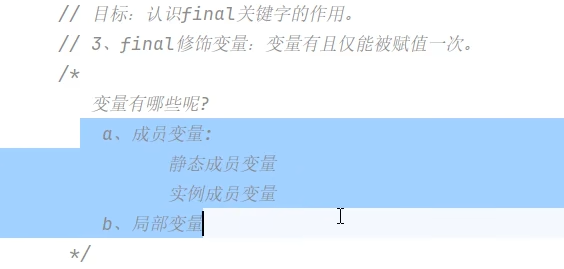 // 目标：认识final关键字的作用。
// 3、final修饰变量：变量有且仅能被赋值一次。
/*
变量有哪些呢?
a、成员变量:
静态成员变量
实例成员变量
b、局部变量
*/